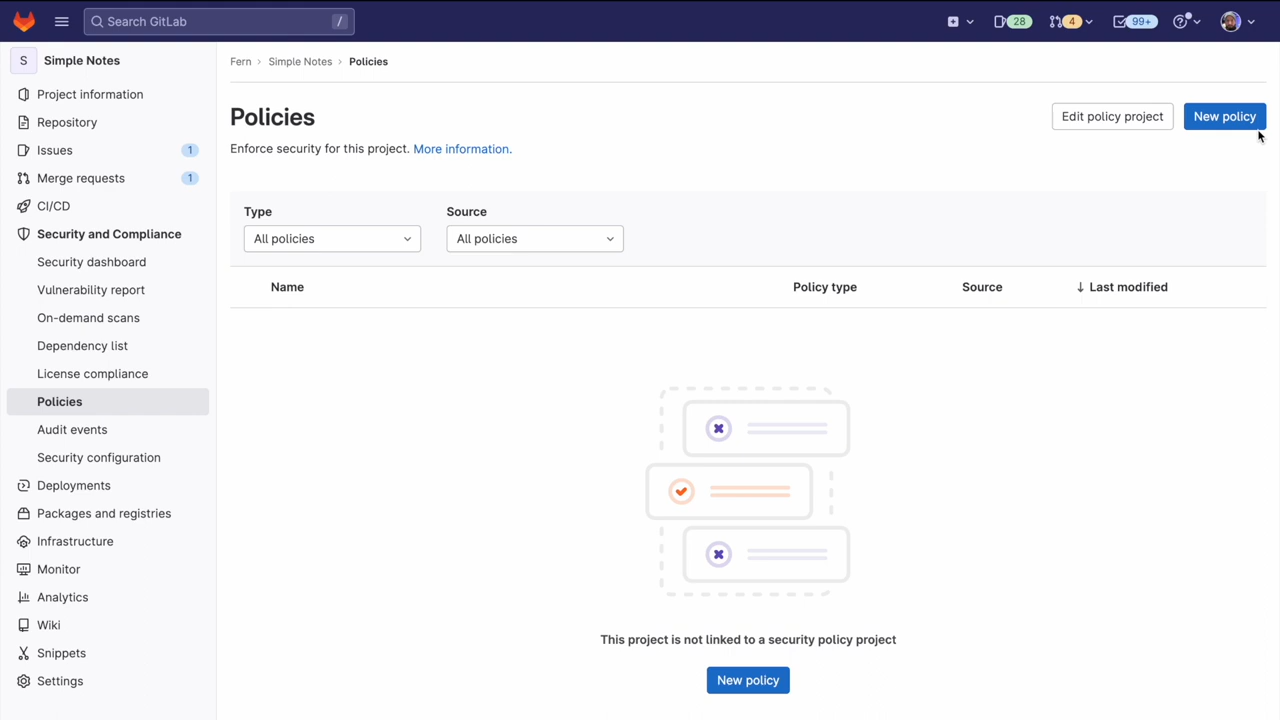 Search GitLab /
28
4
99+
S Simple Notes
Project information
Repository
Issues 1
Merge requests 1
CI/CD
Security and Compliance
Security dashboard
Vulnerability report
On-demand scans
Dependency list
License compliance
Policies
Audit events
Security configuration
Deployments
Packages and registries
Infrastructure
Monitor
Analytics
Wiki
Snippets
Settings
Fern › Simple Notes › Policies
Policies
Edit policy project
New policy
Enforce security for this project. More information.
Type
All policies
Source
All policies
Name Policy type Source ↓ Last modified
This project is not linked to a security policy project
New policy